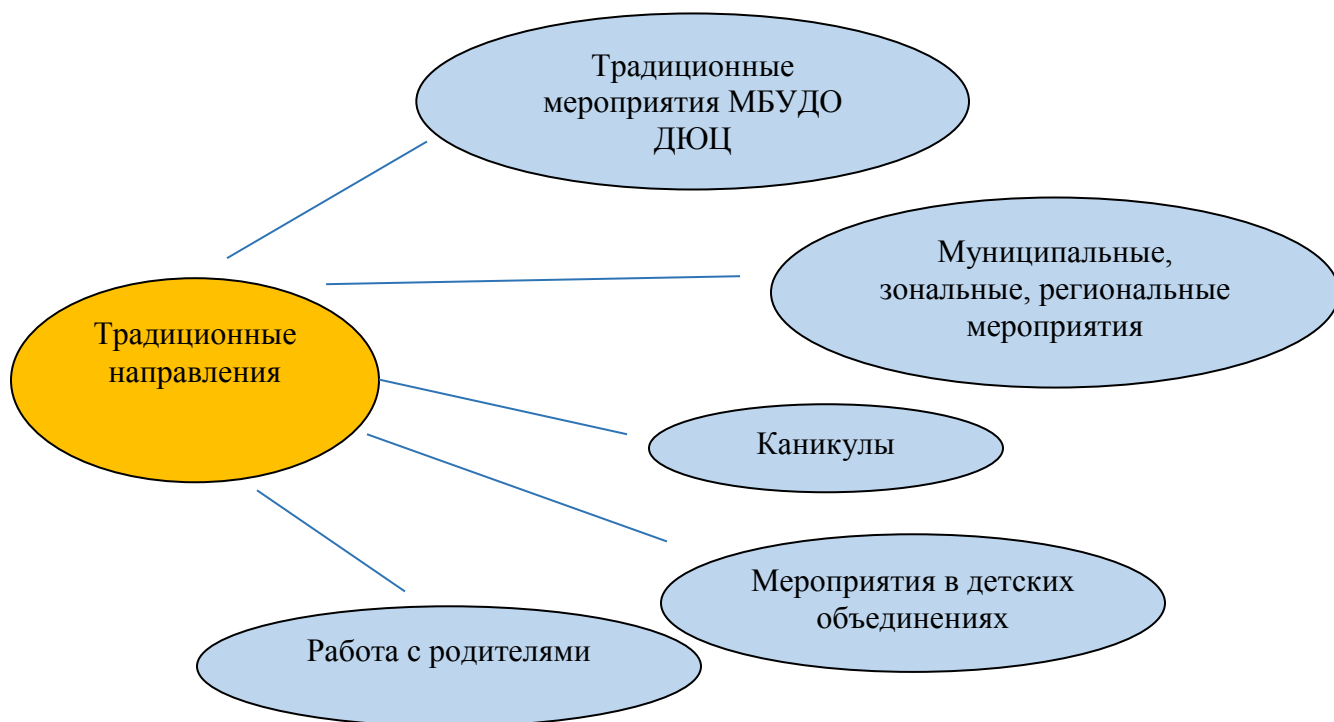 Традиционные
мероприятия МБУДО
ДЮЦ
Муниципальные,
зональные, региональные
мероприятия
Традиционные
направления
Каникулы
Мероприятия в детских
объединениях
Работа с родителями